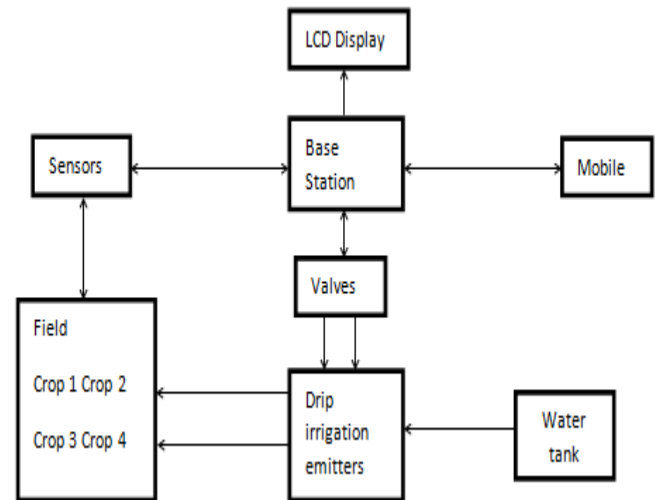 LCD Display
Sensors
Base
Station
Mobile
Valves
Field
Crop 1 Crop 2
Crop 3 Crop 4
Drip
irrigation
emitters
Water
tank